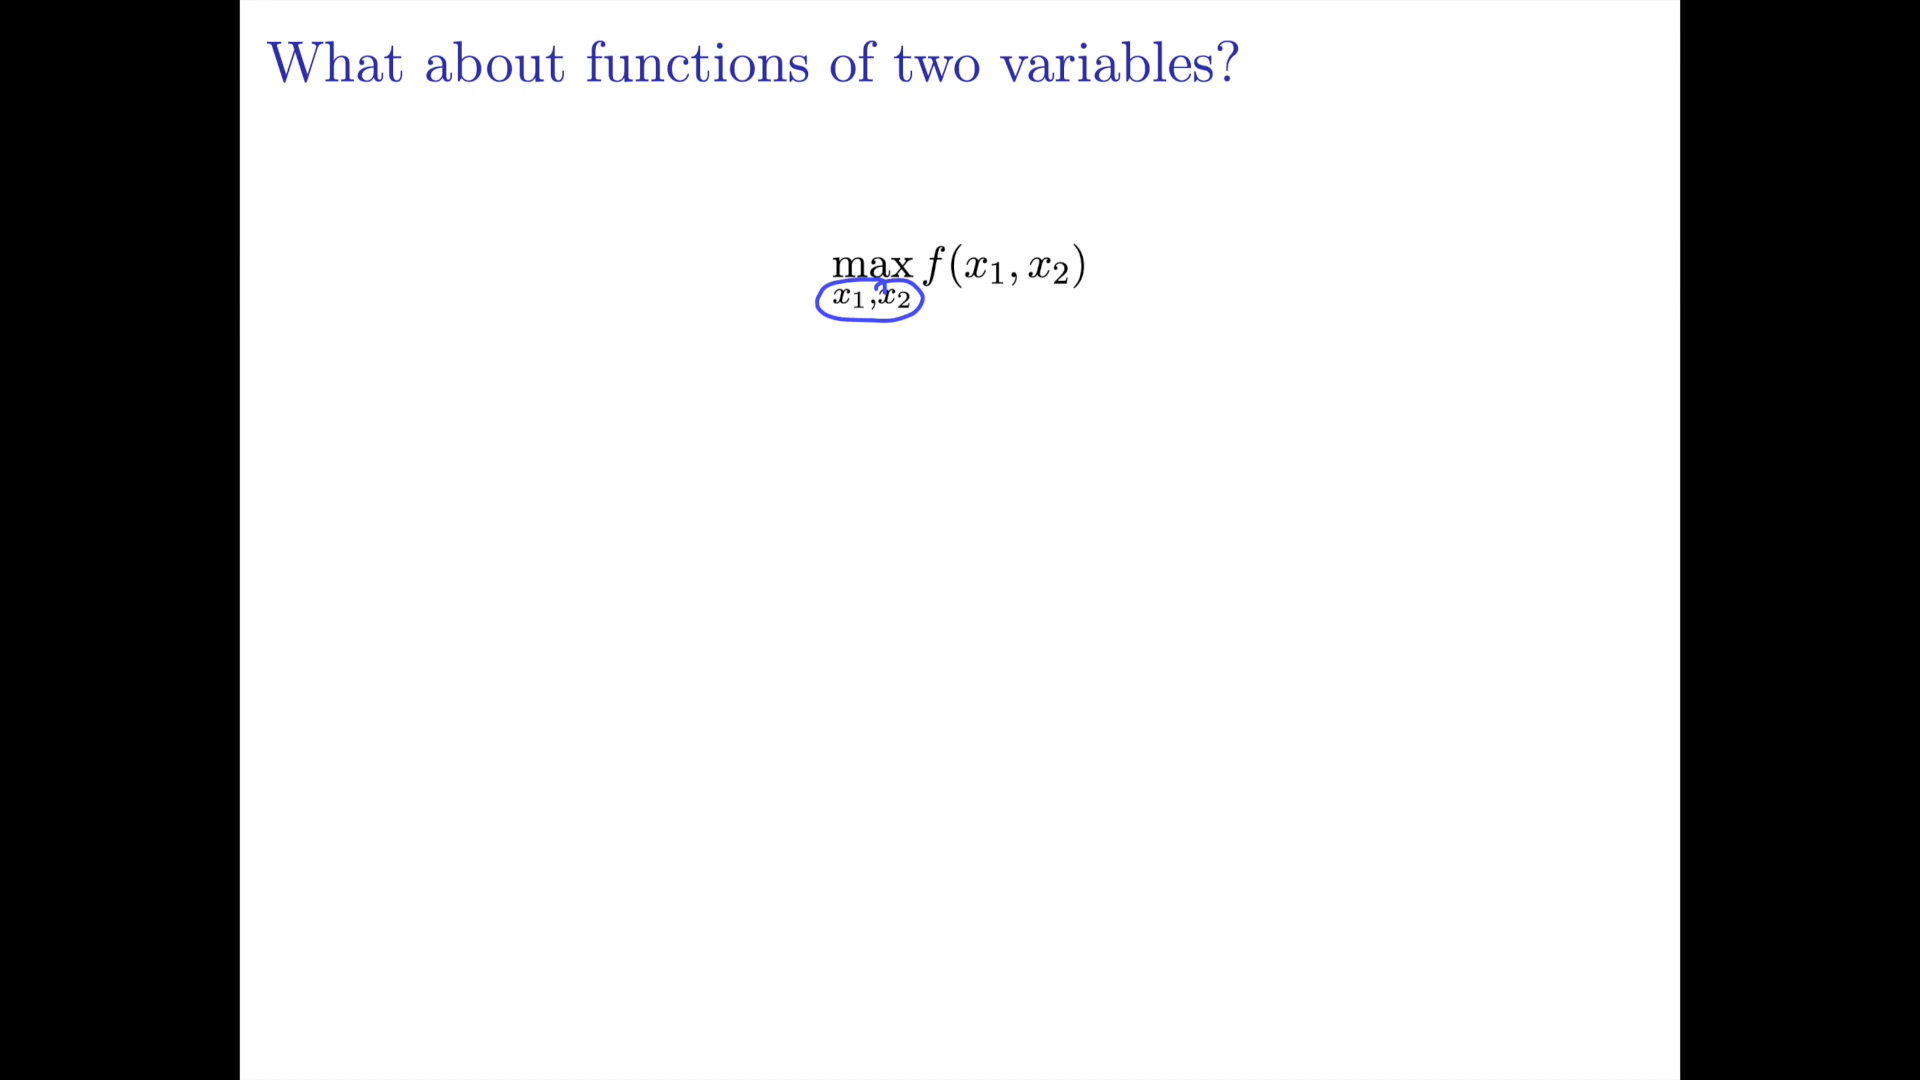 What about functions of two variables?
max f(x₁, x₂)
x₁,x₂